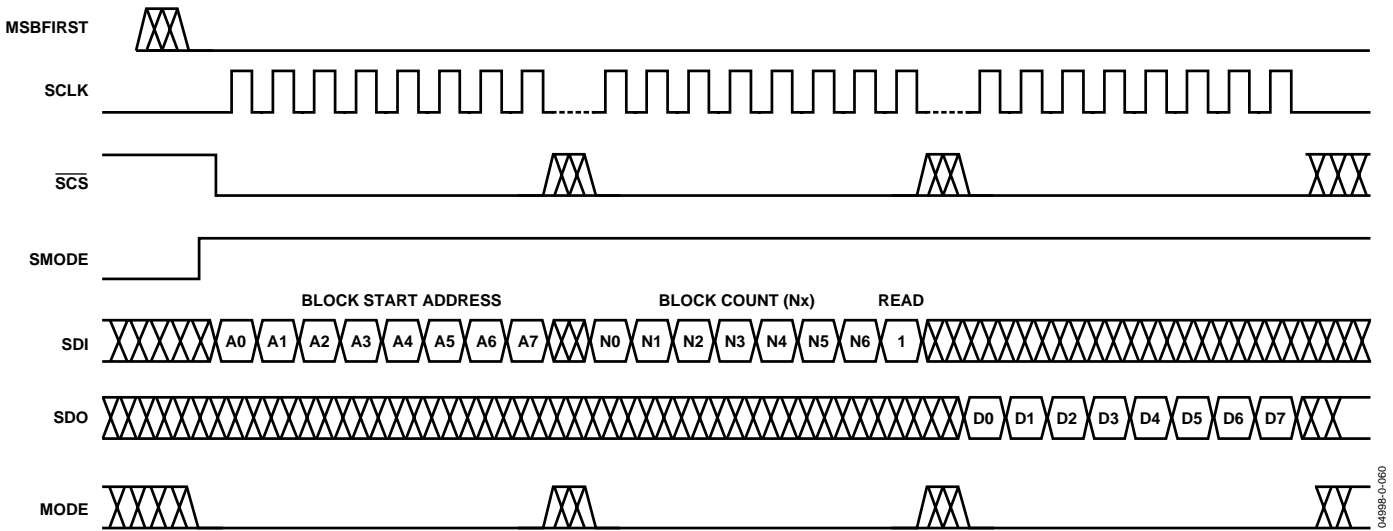 MSBFIRST
SCLK
SCS
SMODE
BLOCK START ADDRESS BLOCK COUNT (Nx) READ
SDI A0 A1 A2 A3 A4 A5 A6 A7 N0 N1 N2 N3 N4 N5 N6 1
SDO D0 D1 D2 D3 D4 D5 D6 D7
MODE
04998-0-060